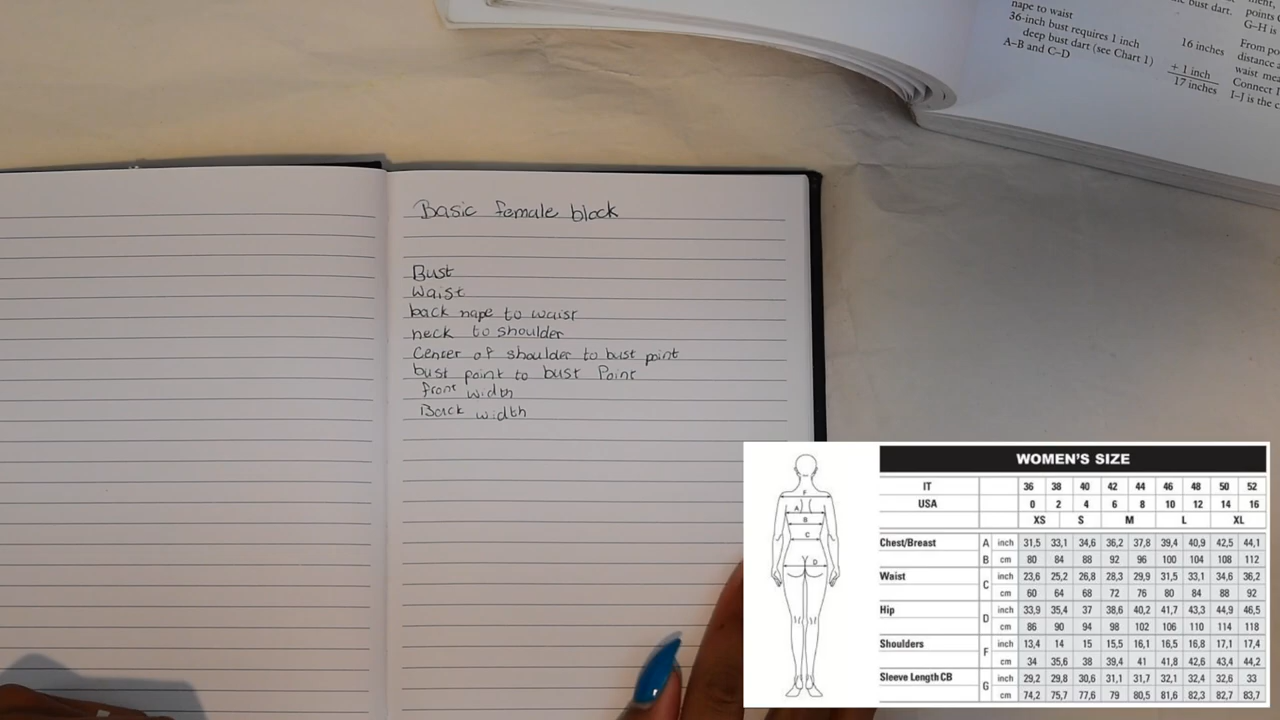 nape to waist
36-inch bust requires 1 inch
deep bust dart (see Chart 1)
A–B and C–D
16 inches
+ 1 inch
17 inches
bust dart.
points
G–H is
From
distance
waist
Connect
I–J is the
Basic female block
Bust
Waist
back nape to waist
neck to shoulder
Center of shoulder to bust point
bust point to bust Point
front width
Back width
WOMEN'S SIZE
IT 36 38 40 42 44 46 48 50 52
USA 0 2 4 6 8 10 12 14 16
XS S M L XL
Chest/Breast A inch 31,5 33,1 34,6 36,2 37,8 39,4 40,9 42,5 44,1
B cm 80 84 88 92 96 100 104 108 112
Waist C inch 23,6 25,2 26,8 28,3 29,9 31,5 33,1 34,6 36,2
cm 60 64 68 72 76 80 84 88 92
Hip D inch 33,9 35,4 37 38,6 40,2 41,7 43,3 44,9 46,5
cm 86 90 94 98 102 106 110 114 118
Shoulders F inch 13,4 14 15 15,5 16,1 16,5 16,8 17,1 17,4
cm 34 35,6 38 39,4 41 41,8 42,6 43,4 44,2
Sleeve Length CB G inch 29,2 29,8 30,6 31,1 31,7 32,1 32,4 32,6 33
cm 74,2 75,7 77,6 79 80,5 81,6 82,3 82,7 83,7
F
A
B
C
D